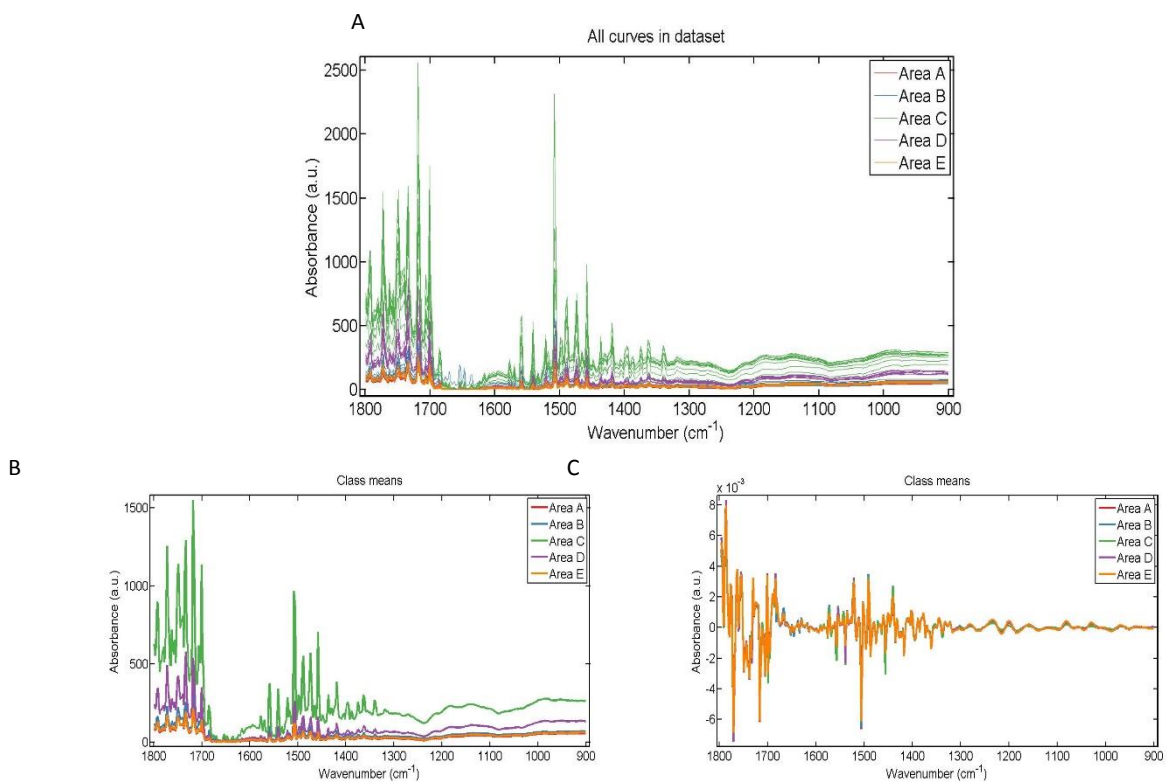 A
All curves in dataset
2500
2000
1500
1000
500
0
Absorbance (a.u.)
Area A
Area B
Area C
Area D
Area E
1800 1700 1600 1500 1400 1300 1200 1100 1000 900
Wavenumber (cm⁻¹)
B
Class means
1500
1000
500
0
Absorbance (a.u.)
Area A
Area B
Area C
Area D
Area E
1800 1700 1600 1500 1400 1300 1200 1100 1000 900
Wavenumber (cm⁻¹)
C
Class means
x 10⁻³
8
6
4
2
0
-2
-4
-6
Absorbance (a.u.)
Area A
Area B
Area C
Area D
Area E
1800 1700 1600 1500 1400 1300 1200 1100 1000 900
Wavenumber (cm⁻¹)